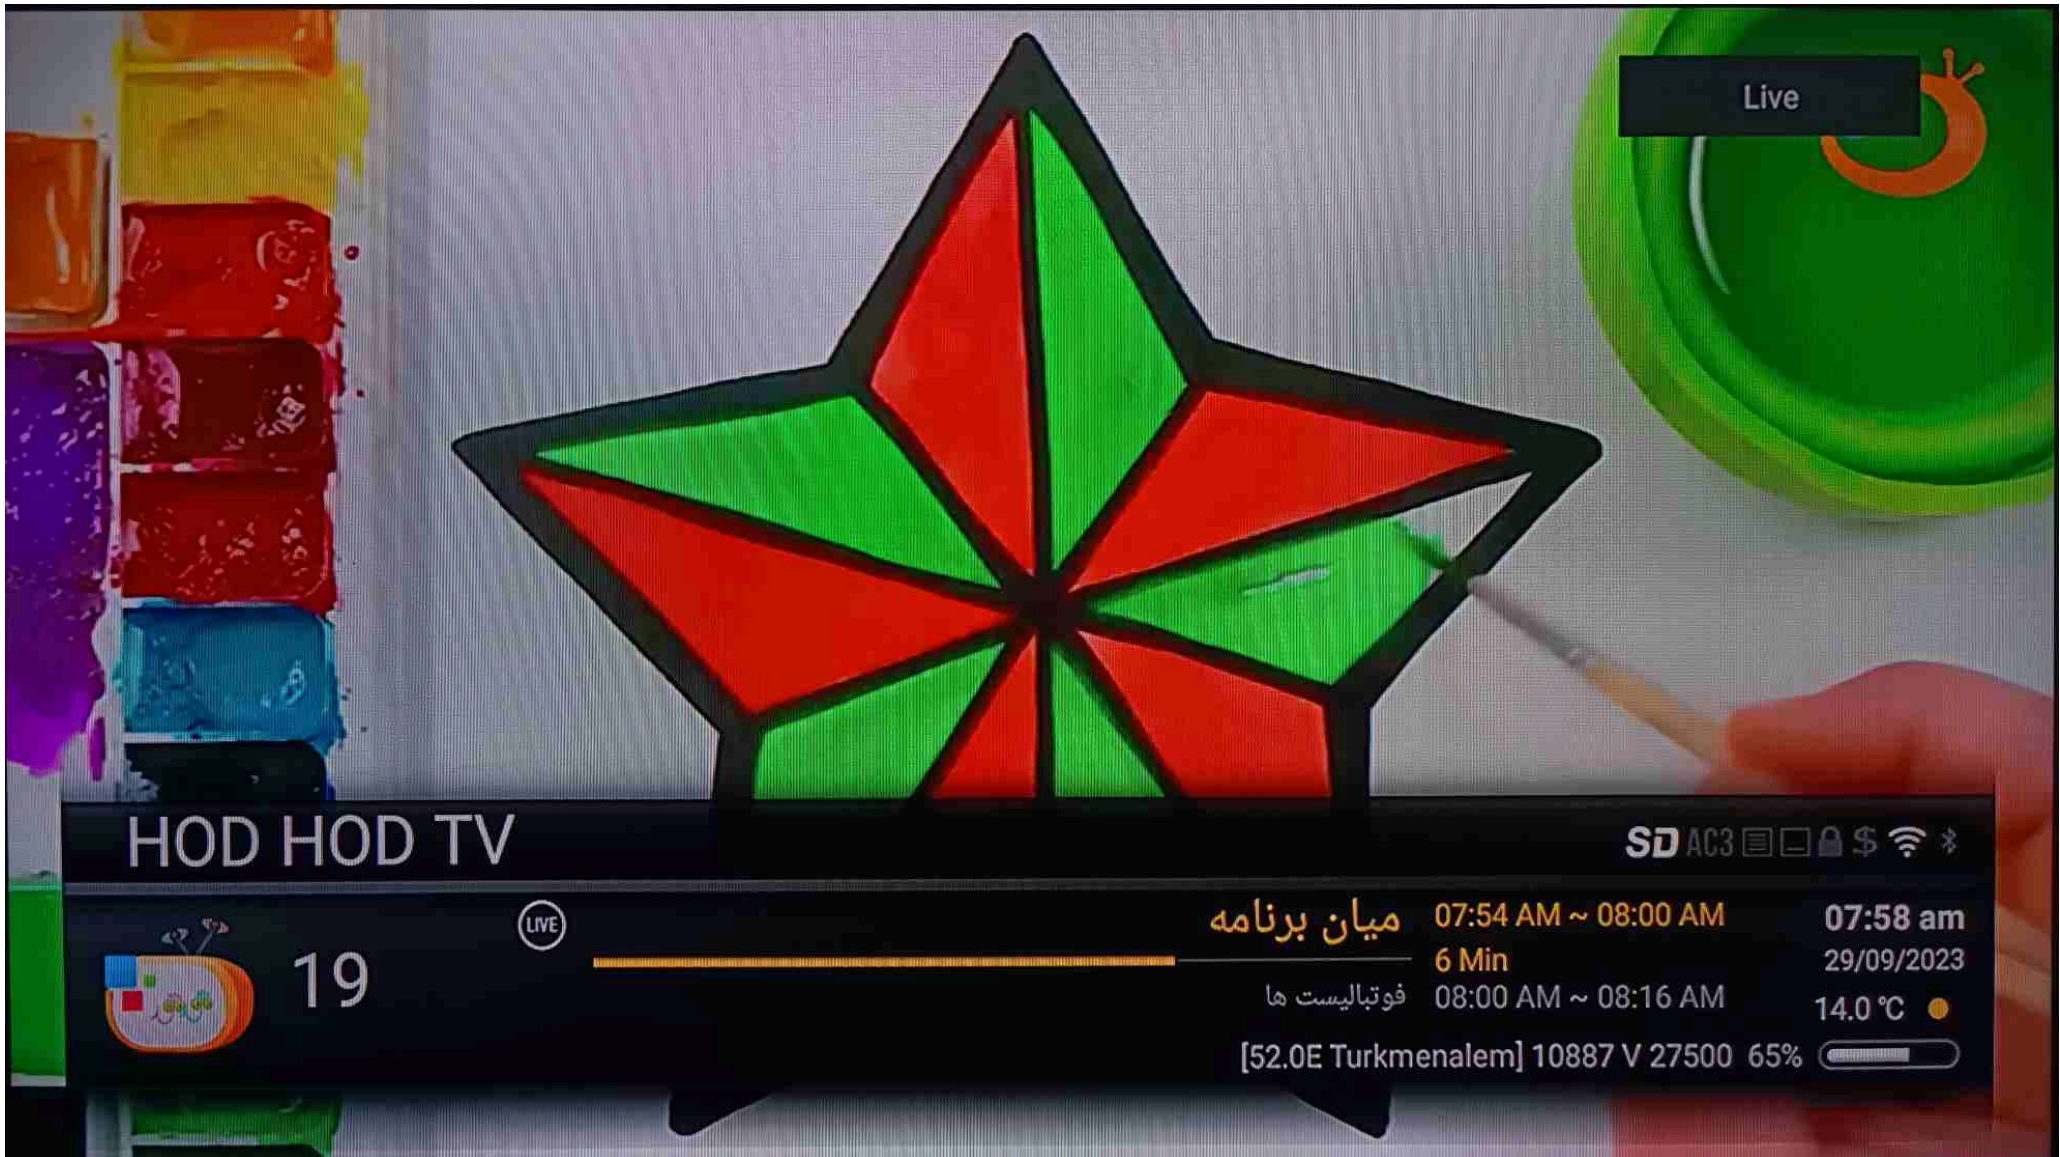 Live
HOD HOD TV
SD AC3 $
19
LIVE
میان برنامه 07:54 AM ~ 08:00 AM
07:58 am
6 Min
29/09/2023
فوتبالیست ها 08:00 AM ~ 08:16 AM
14.0 °C
[52.0E Turkmenalem] 10887 V 27500 65%